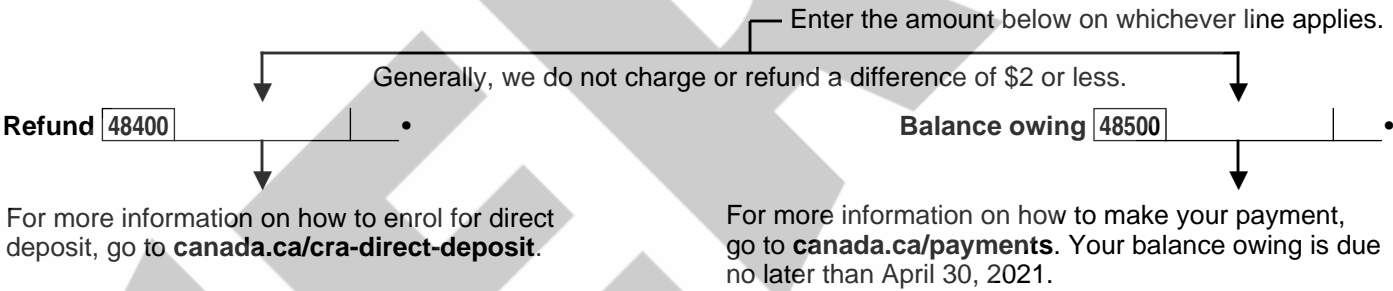 Enter the amount below on whichever line applies.
Generally, we do not charge or refund a difference of $2 or less.
Refund 48400 •
Balance owing 48500 •
For more information on how to enrol for direct
deposit, go to canada.ca/cra-direct-deposit.
For more information on how to make your payment,
go to canada.ca/payments. Your balance owing is due
no later than April 30, 2021.